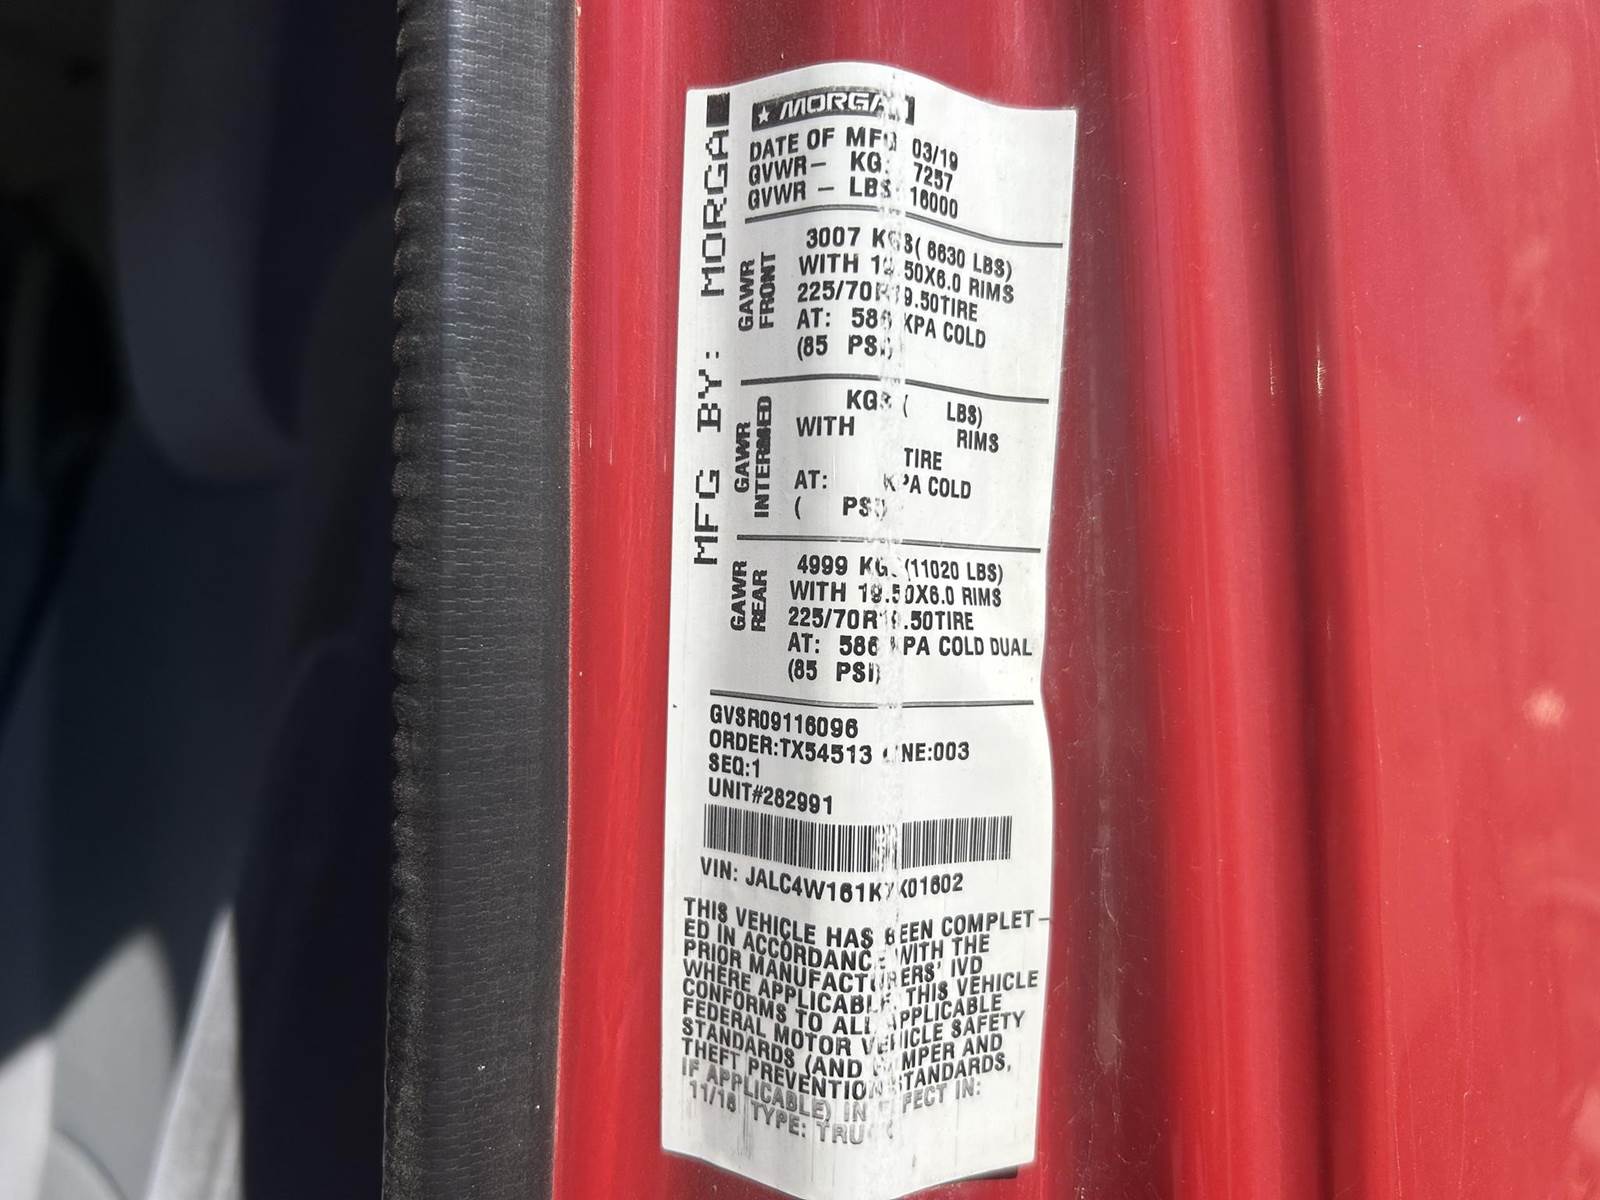 MORGAN
MFG BY: MORGA
DATE OF MFG 03/19
GVWR- KG: 7257
GVWR - LBS: 16000
GAWR FRONT
3007 KGS( 6630 LBS)
WITH 19.50X6.0 RIMS
225/70R19.50TIRE
AT: 586 KPA COLD
(85 PSI)
GAWR INTERMED
KGS ( LBS)
WITH RIMS
TIRE
AT: KPA COLD
( PSI)
GAWR REAR
4999 KGS(11020 LBS)
WITH 19.50X6.0 RIMS
225/70R19.50TIRE
AT: 586 KPA COLD DUAL
(85 PSI)
GVSR09116096
ORDER:TX54513 LINE:003
SEQ:1
UNIT#282991
VIN:
THIS VEHICLE HAS BEEN COMPLET-
ED IN ACCORDANCE WITH THE
PRIOR MANUFACTURERS' IVD
WHERE APPLICABLE. THIS VEHICLE
CONFORMS TO ALL APPLICABLE
FEDERAL MOTOR VEHICLE SAFETY
STANDARDS (AND BUMPER AND
THEFT PREVENTION STANDARDS,
IF APPLICABLE) IN EFFECT IN:
11/18 TYPE: TRUCK